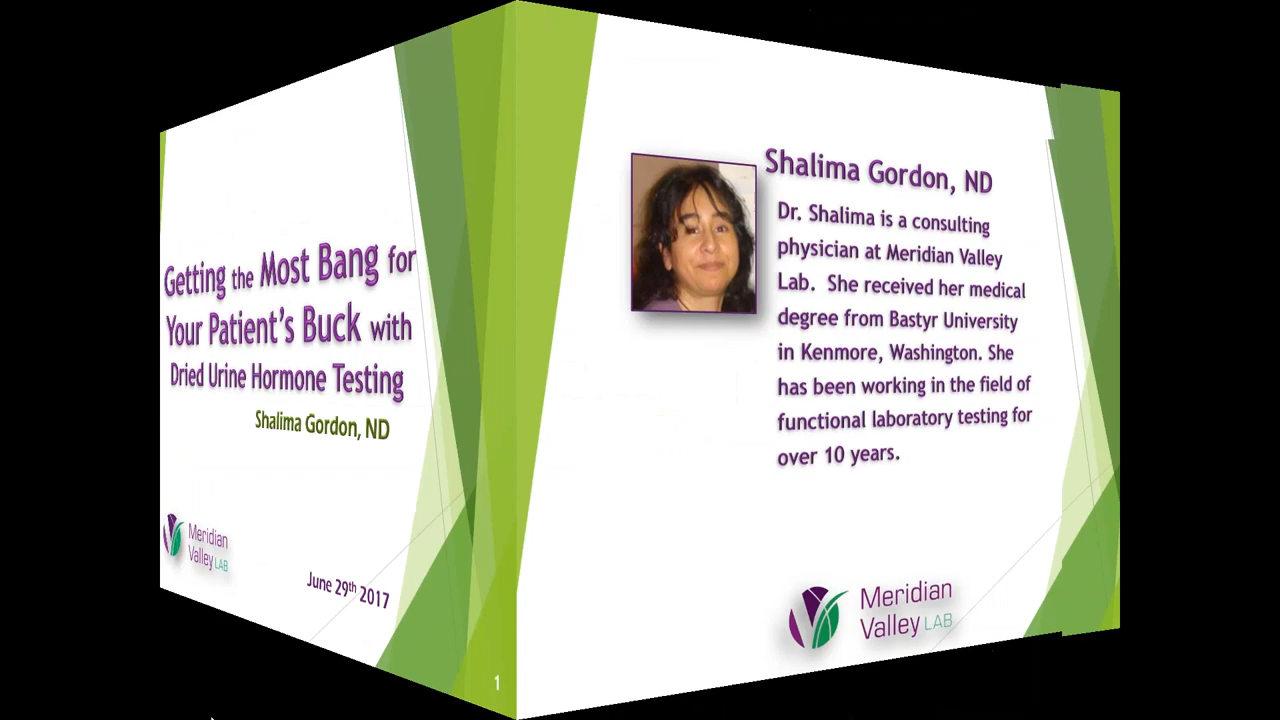 Getting the Most Bang for
Your Patient's Buck with
Dried Urine Hormone Testing
Shalima Gordon, ND
Meridian
Valley LAB
June 29th 2017
1
Shalima Gordon, ND
Dr. Shalima is a consulting
physician at Meridian Valley
Lab. She received her medical
degree from Bastyr University
in Kenmore, Washington. She
has been working in the field of
functional laboratory testing for
over 10 years.
Meridian
Valley LAB